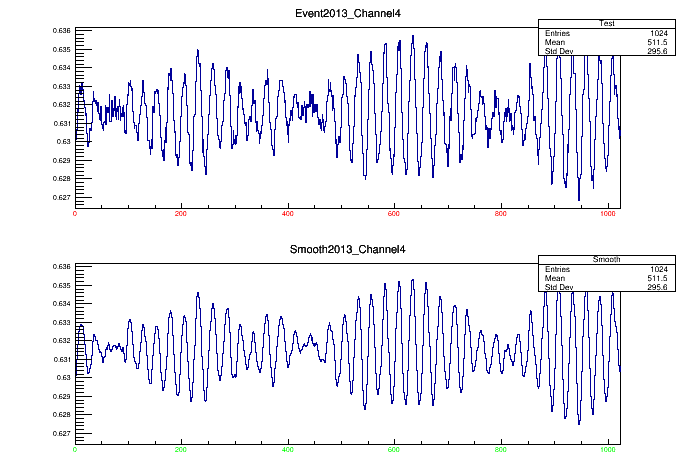 Event2013_Channel4
Test
Entries 1024
Mean 511.5
Std Dev 295.6
0.636
0.635
0.634
0.633
0.632
0.631
0.63
0.629
0.628
0.627
0 200 400 600 800 1000
Smooth2013_Channel4
Smooth
Entries 1024
Mean 511.5
Std Dev 295.6
0.636
0.635
0.634
0.633
0.632
0.631
0.63
0.629
0.628
0.627
0 200 400 600 800 1000